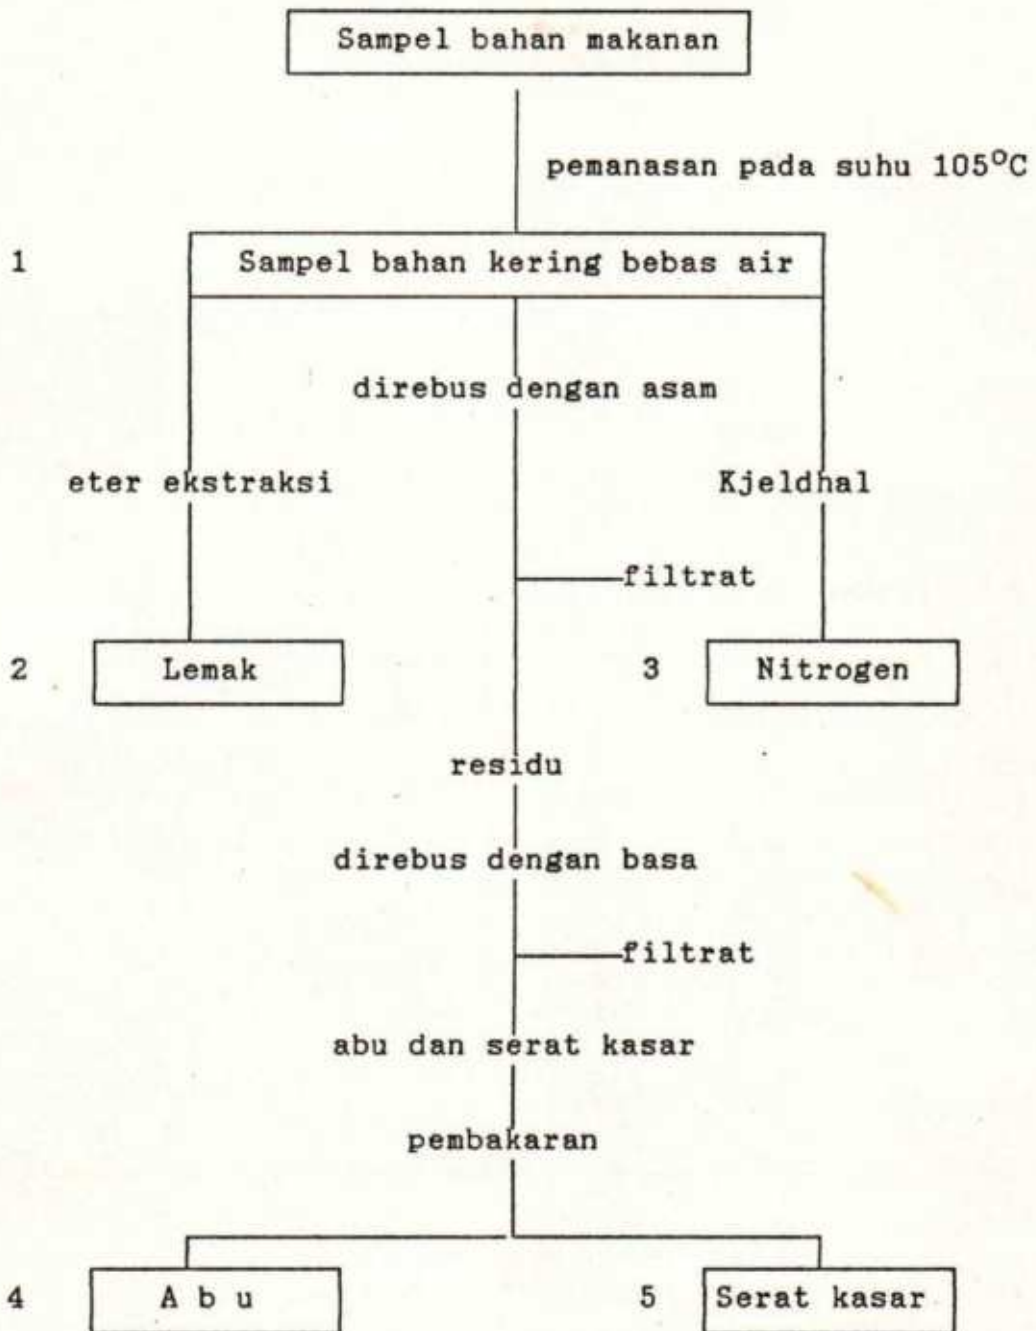 Sampel bahan makanan
pemanasan pada suhu 105°C
1 Sampel bahan kering bebas air
direbus dengan asam
eter ekstraksi Kjeldhal
filtrat
2 Lemak 3 Nitrogen
residu
direbus dengan basa
filtrat
abu dan serat kasar
pembakaran
4 A b u 5 Serat kasar